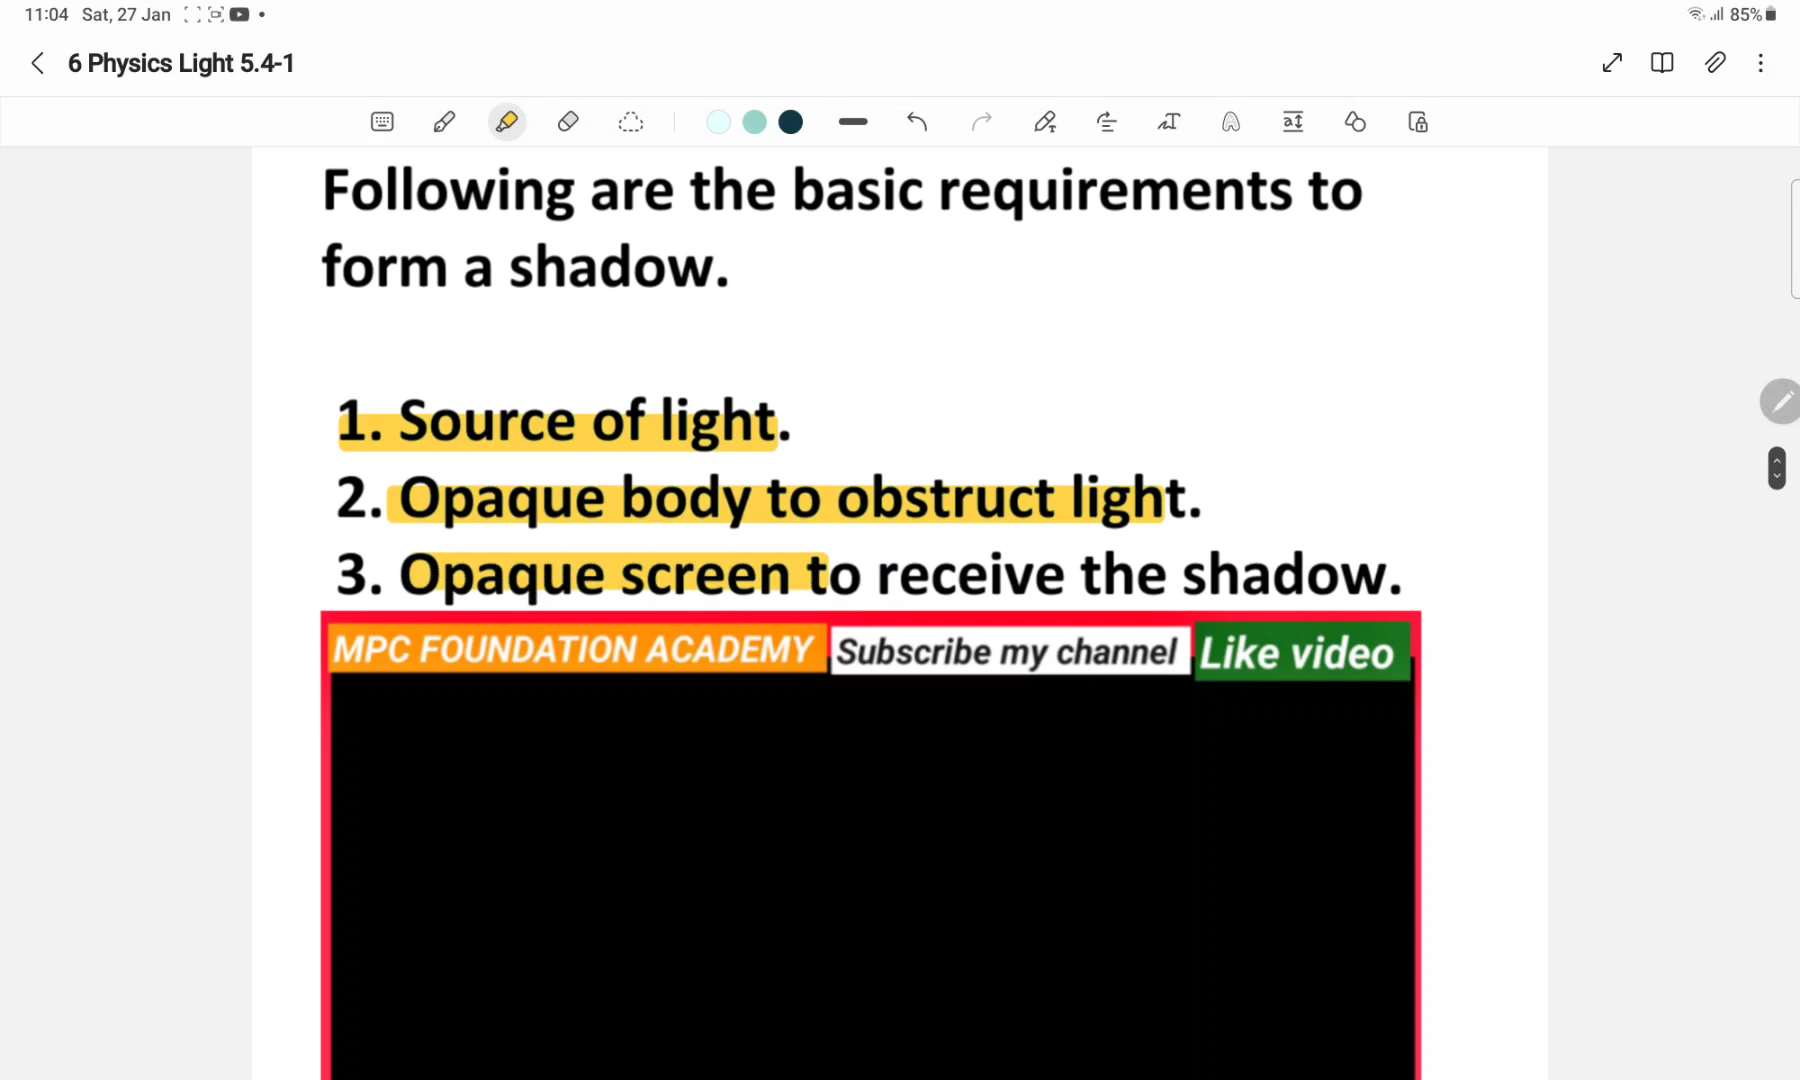 11:04 Sat, 27 Jan
85%
6 Physics Light 5.4-1
Following are the basic requirements to
form a shadow.
1. Source of light.
2. Opaque body to obstruct light.
3. Opaque screen to receive the shadow.
MPC FOUNDATION ACADEMY Subscribe my channel Like video